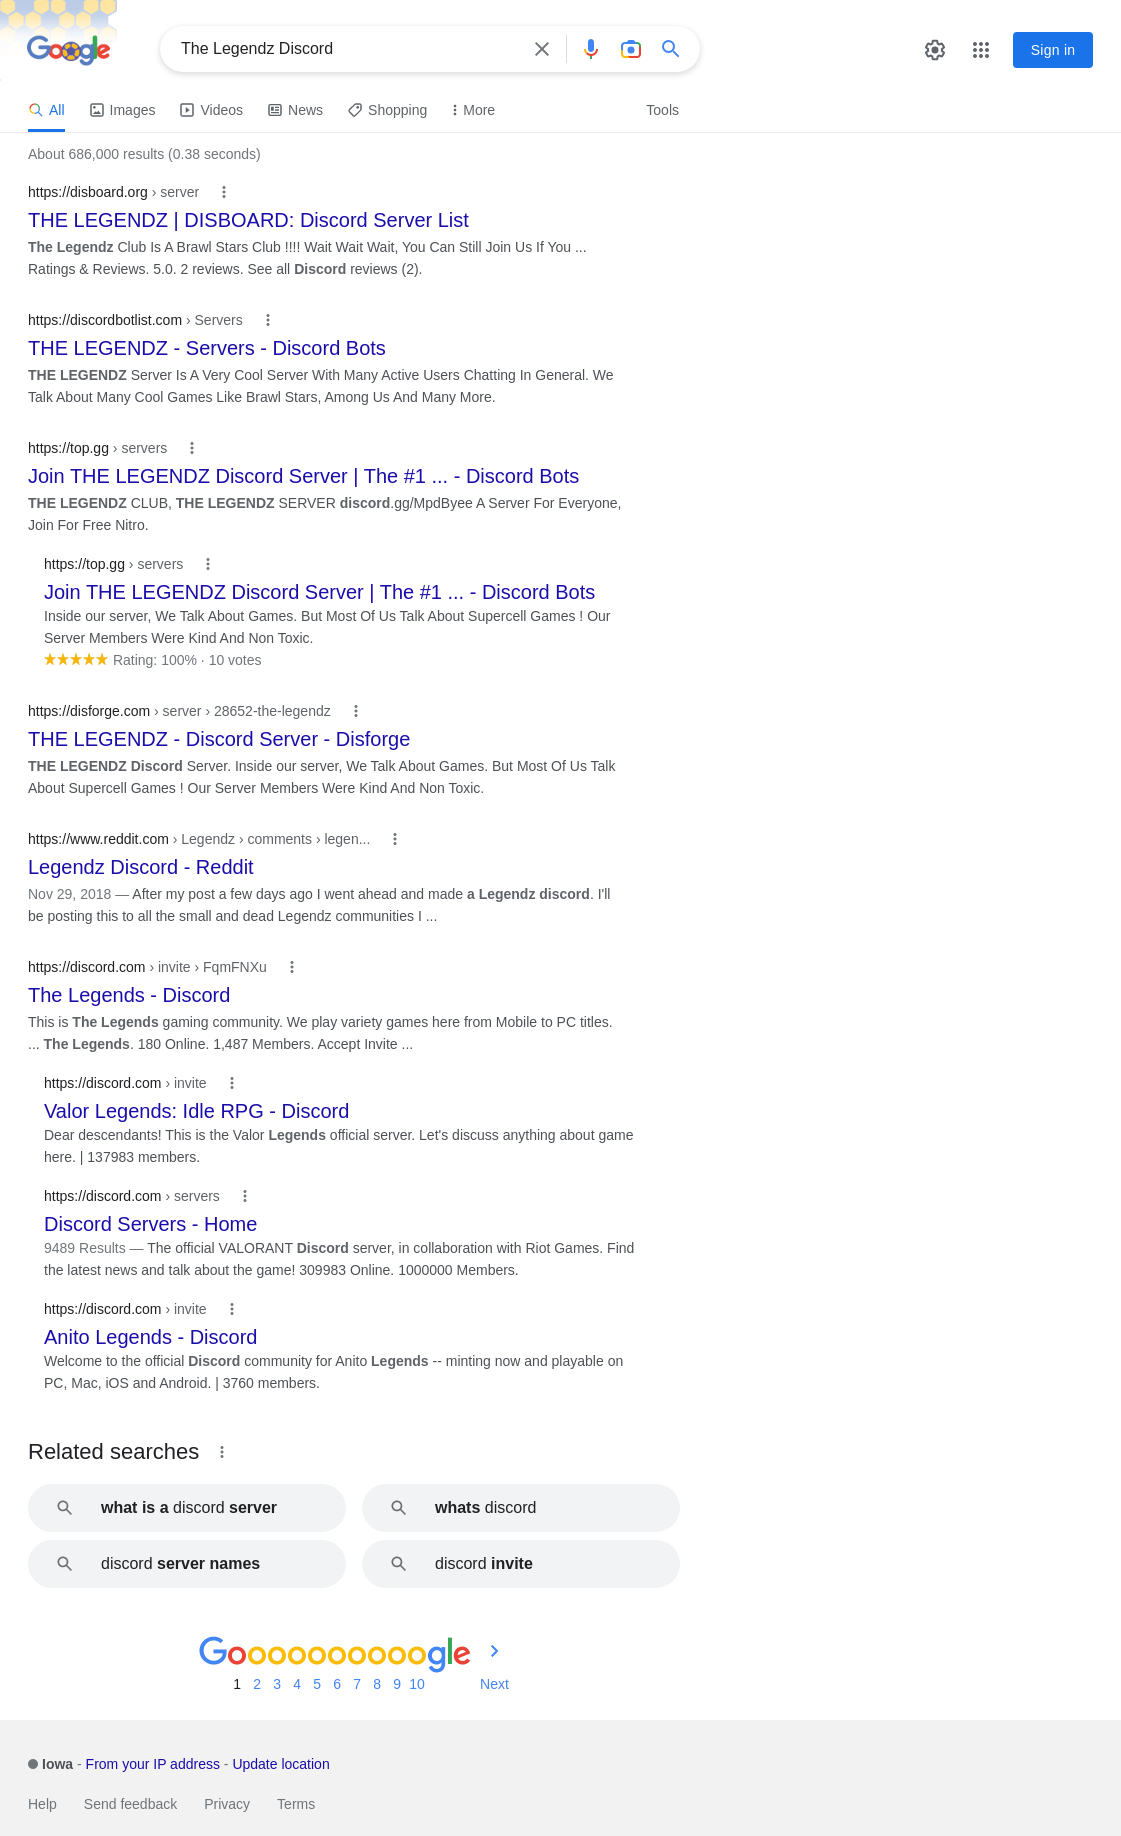 Google
The Legendz Discord
Sign in
All Images Videos News Shopping More Tools
About 686,000 results (0.38 seconds)
https://disboard.org › server
THE LEGENDZ | DISBOARD: Discord Server List
The Legendz Club Is A Brawl Stars Club !!!! Wait Wait Wait, You Can Still Join Us If You ...
Ratings & Reviews. 5.0. 2 reviews. See all Discord reviews (2).
https://discordbotlist.com › Servers
THE LEGENDZ - Servers - Discord Bots
THE LEGENDZ Server Is A Very Cool Server With Many Active Users Chatting In General. We
Talk About Many Cool Games Like Brawl Stars, Among Us And Many More.
https://top.gg › servers
Join THE LEGENDZ Discord Server | The #1 ... - Discord Bots
THE LEGENDZ CLUB, THE LEGENDZ SERVER discord.gg/MpdByee A Server For Everyone,
Join For Free Nitro.
https://top.gg › servers
Join THE LEGENDZ Discord Server | The #1 ... - Discord Bots
Inside our server, We Talk About Games. But Most Of Us Talk About Supercell Games ! Our
Server Members Were Kind And Non Toxic.
Rating: 100% · 10 votes
https://disforge.com › server › 28652-the-legendz
THE LEGENDZ - Discord Server - Disforge
THE LEGENDZ Discord Server. Inside our server, We Talk About Games. But Most Of Us Talk
About Supercell Games ! Our Server Members Were Kind And Non Toxic.
https://www.reddit.com › Legendz › comments › legen...
Legendz Discord - Reddit
Nov 29, 2018 — After my post a few days ago I went ahead and made a Legendz discord. I'll
be posting this to all the small and dead Legendz communities I ...
https://discord.com › invite › FqmFNXu
The Legends - Discord
This is The Legends gaming community. We play variety games here from Mobile to PC titles.
... The Legends. 180 Online. 1,487 Members. Accept Invite ...
https://discord.com › invite
Valor Legends: Idle RPG - Discord
Dear descendants! This is the Valor Legends official server. Let's discuss anything about game
here. | 137983 members.
https://discord.com › servers
Discord Servers - Home
9489 Results — The official VALORANT Discord server, in collaboration with Riot Games. Find
the latest news and talk about the game! 309983 Online. 1000000 Members.
https://discord.com › invite
Anito Legends - Discord
Welcome to the official Discord community for Anito Legends -- minting now and playable on
PC, Mac, iOS and Android. | 3760 members.
Related searches
what is a discord server
whats discord
discord server names
discord invite
Goooooooooogle
1 2 3 4 5 6 7 8 9 10 Next
Iowa - From your IP address - Update location
Help Send feedback Privacy Terms